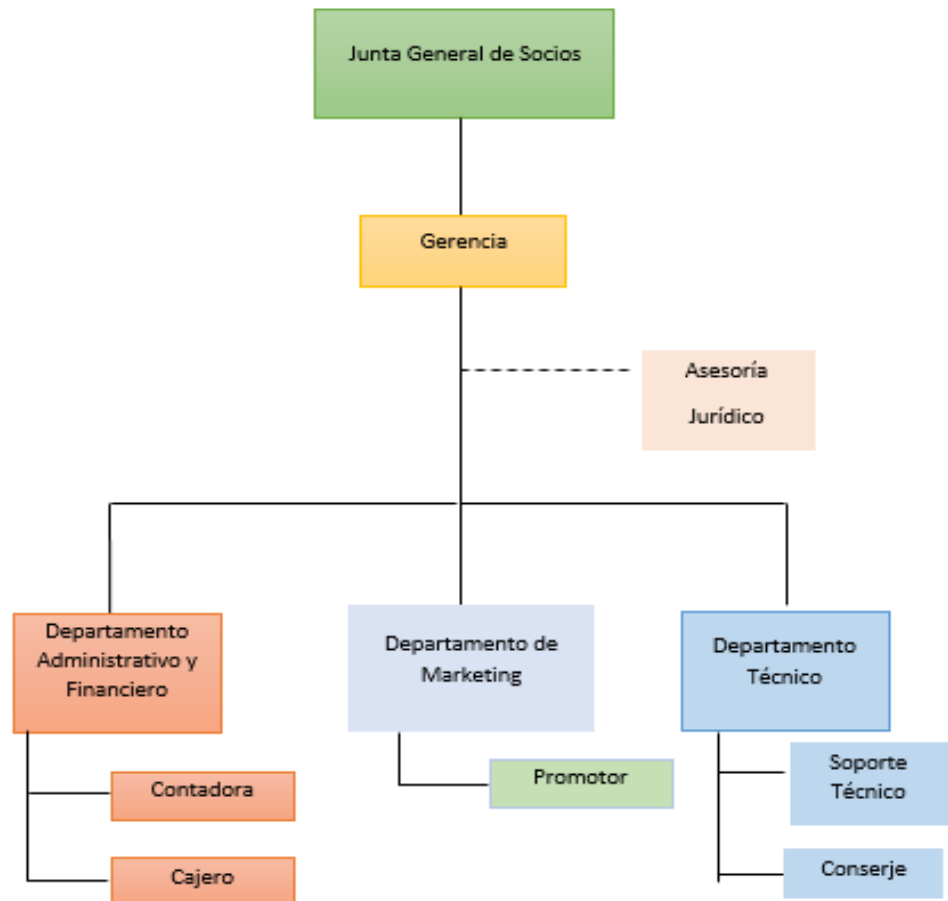 Junta General de Socios
Gerencia
Asesoría
Jurídico
Departamento
Administrativo y
Financiero
Departamento de
Marketing
Departamento
Técnico
Contadora
Cajero
Promotor
Soporte
Técnico
Conserje